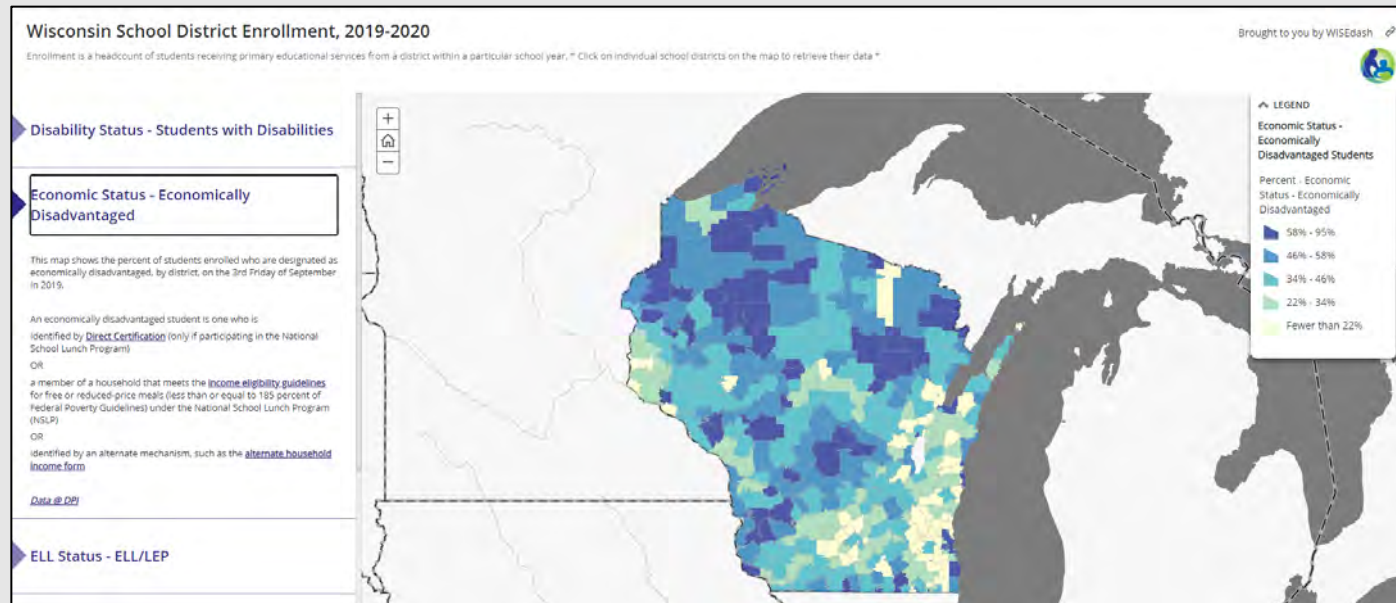 Wisconsin School District Enrollment, 2019-2020
Brought to you by WISEdash
Enrollment is a headcount of students receiving primary educational services from a district within a particular school year. * Click on individual school districts on the map to retrieve their data *
Disability Status - Students with Disabilities
Economic Status - Economically
Disadvantaged
This map shows the percent of students enrolled who are designated as
economically disadvantaged, by district, on the 3rd Friday of September
in 2019.
An economically disadvantaged student is one who is
identified by Direct Certification (only if participating in the National
School Lunch Program)
OR
a member of a household that meets the income eligibility guidelines
for free or reduced-price meals (less than or equal to 185 percent of
Federal Poverty Guidelines) under the National School Lunch Program
(NSLP)
OR
identified by an alternate mechanism, such as the alternate household
income form
Data @ DPI
ELL Status - ELL/LEP
+
−
LEGEND
Economic Status -
Economically
Disadvantaged Students
Percent - Economic
Status - Economically
Disadvantaged
58% - 95%
46% - 58%
34% - 46%
22% - 34%
Fewer than 22%